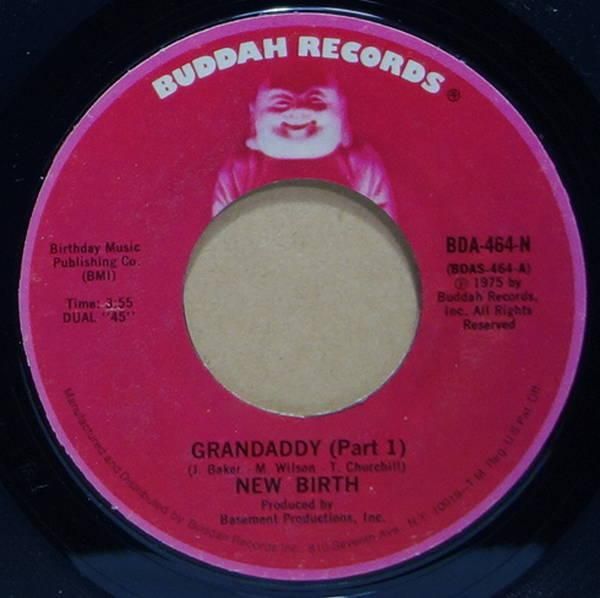 BUDDAH RECORDS ®
Birthday Music
Publishing Co.
(BMI)
Time: 3:55
DUAL "45"
BDA-464-N
(BDAS-464-A)
Ⓟ 1975 by
Buddah Records,
Inc. All Rights
Reserved
GRANDADDY (Part 1)
(J. Baker - M. Wilson - T. Churchill)
NEW BIRTH
Produced by
Basement Productions, Inc.
Manufactured and Distributed by Buddah Records Inc., 810 Seventh Ave., N.Y. 10019-T.M. Reg. U.S. Pat. Off.